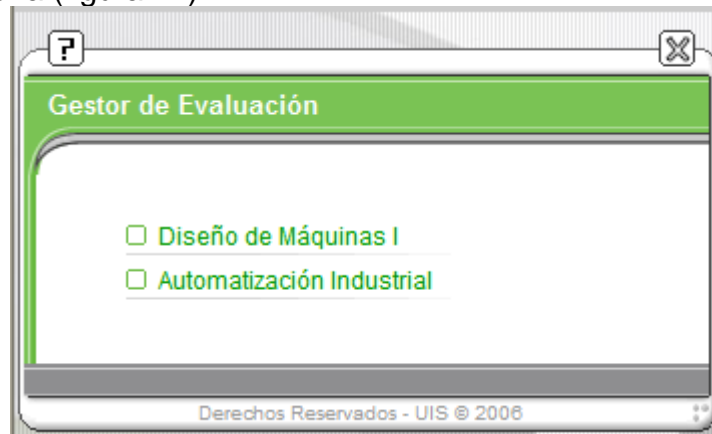 ?
Gestor de Evaluación
Diseño de Máquinas I
Automatización Industrial
Derechos Reservados - UIS © 2006